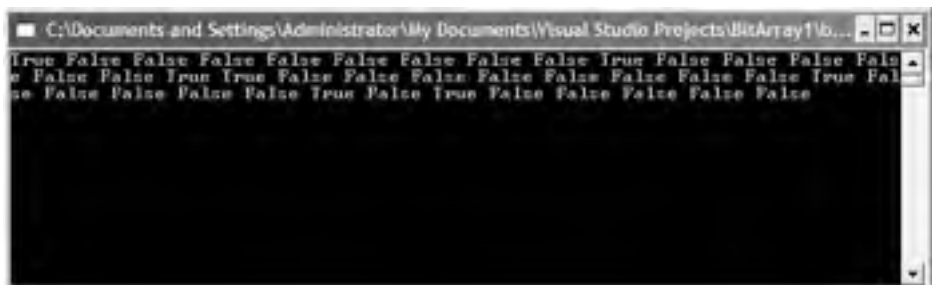 C:\Documents and Settings\Administrator\My Documents\Visual Studio Projects\BitArray1\b...
True False False False False False False False False True False False False Fals
e False False True True False False False False False False False False True Fal
se False False False False True False True False False False False False